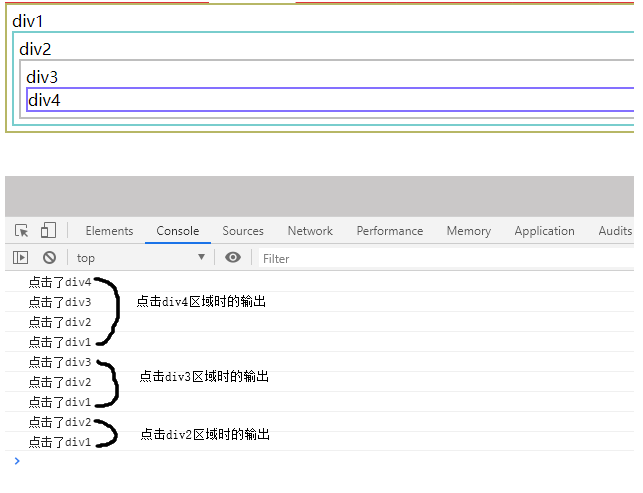 div1
div2
div3
div4
Elements Console Sources Network Performance Memory Application Audits
top Filter
点击了div4
点击了div3
点击div4区域时的输出
点击了div2
点击了div1
点击了div3
点击div3区域时的输出
点击了div2
点击了div1
点击了div2
点击div2区域时的输出
点击了div1